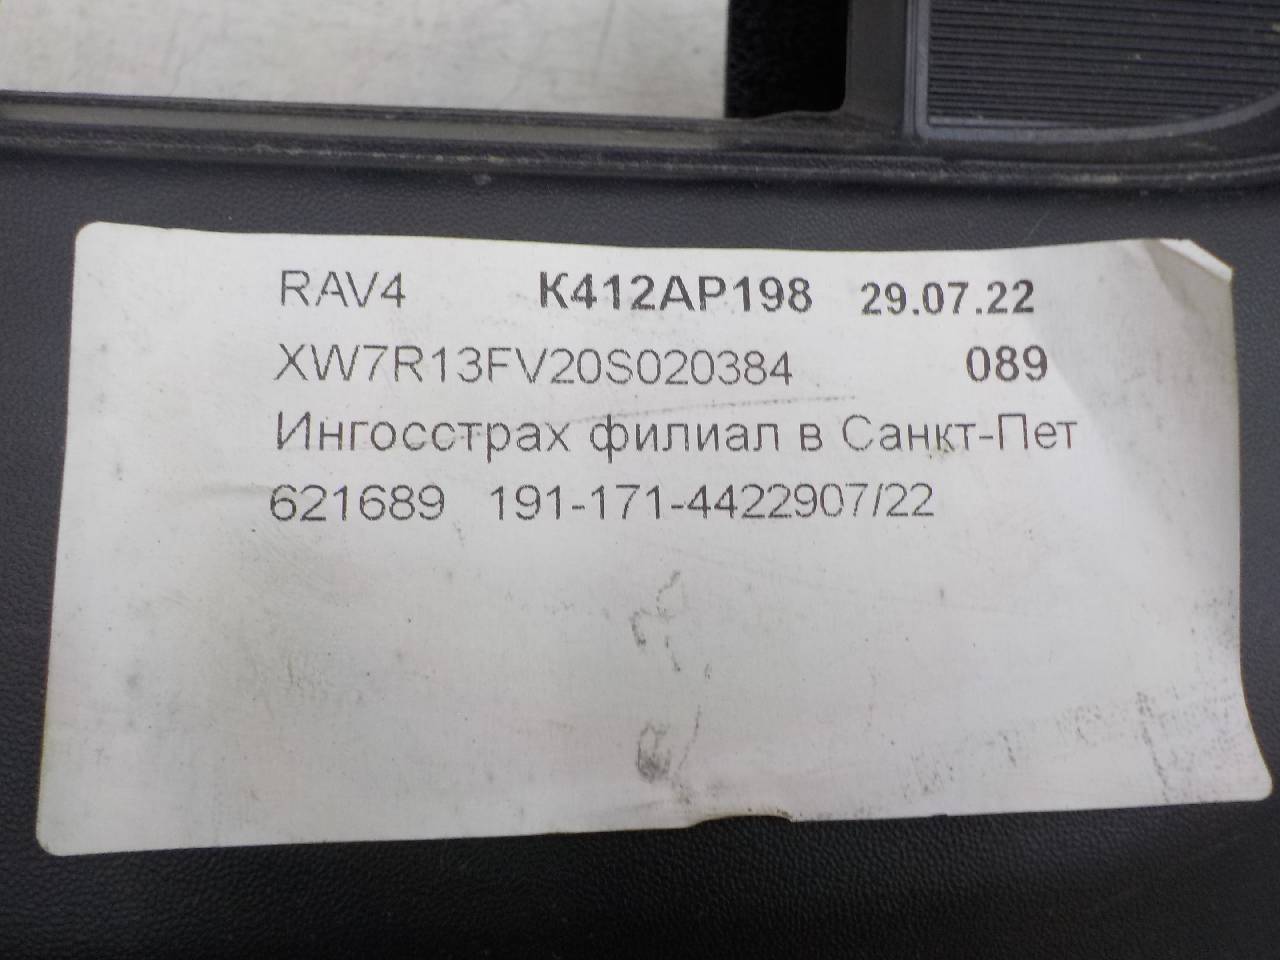 RAV4 К412АР198 29.07.22
XW7R13FV20S020384 089
Ингосстрах филиал в Санкт-Пет
621689 191-171-4422907/22